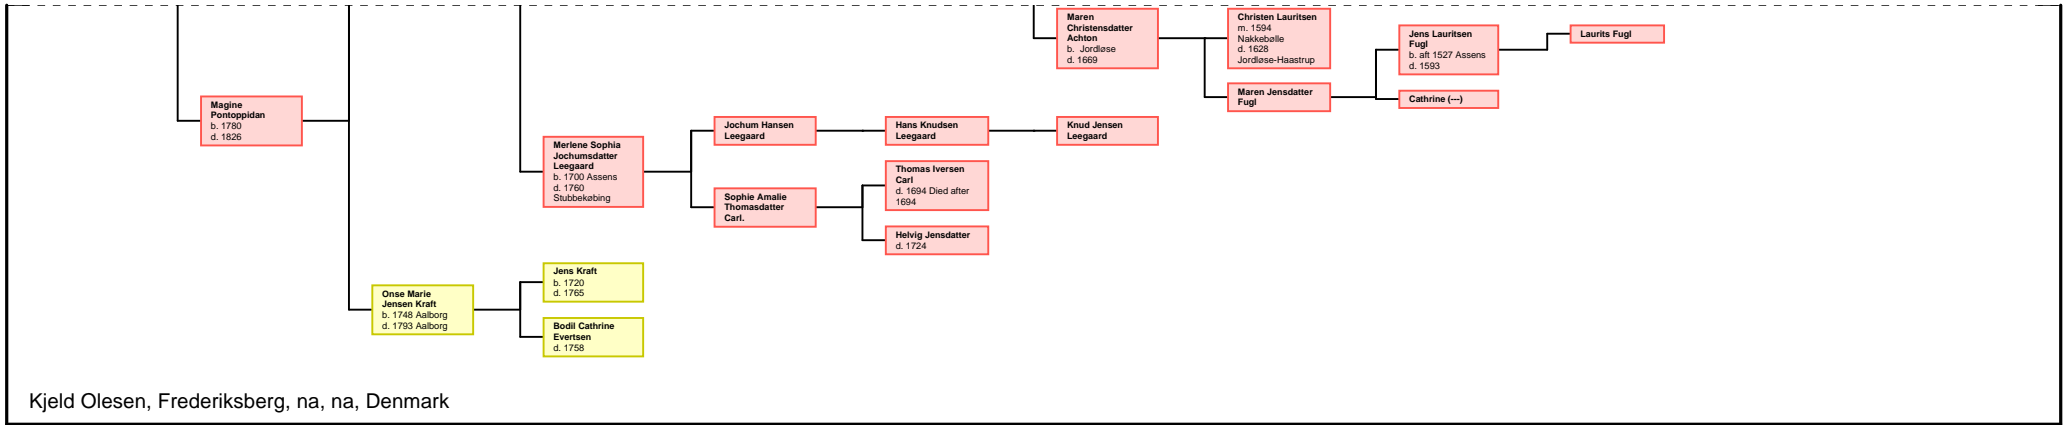 Maren
Christensdatter
Achton
b.  Jordløse
d. 1669
Christen Lauritsen
m. 1594
Nakkebølle
d. 1628
Jordløse-Haastrup
Jens Lauritsen
Fugl
b. aft 1527 Assens
d. 1593
Laurits Fugl
Maren Jensdatter
Fugl
Cathrine (---)
Magine
Pontoppidan
b. 1780
d. 1826
Merlene Sophia
Jochumsdatter
Leegaard
b. 1700 Assens
d. 1760
Stubbekøbing
Jochum Hansen
Leegaard
Hans Knudsen
Leegaard
Knud Jensen
Leegaard
Sophie Amalie
Thomasdatter
Carl.
Thomas Iversen
Carl
d. 1694 Died after
1694
Helvig Jensdatter
d. 1724
Onse Marie
Jensen Kraft
b. 1748 Aalborg
d. 1793 Aalborg
Jens Kraft
b. 1720
d. 1765
Bodil Cathrine
Evertsen
d. 1758
Kjeld Olesen, Frederiksberg, na, na, Denmark